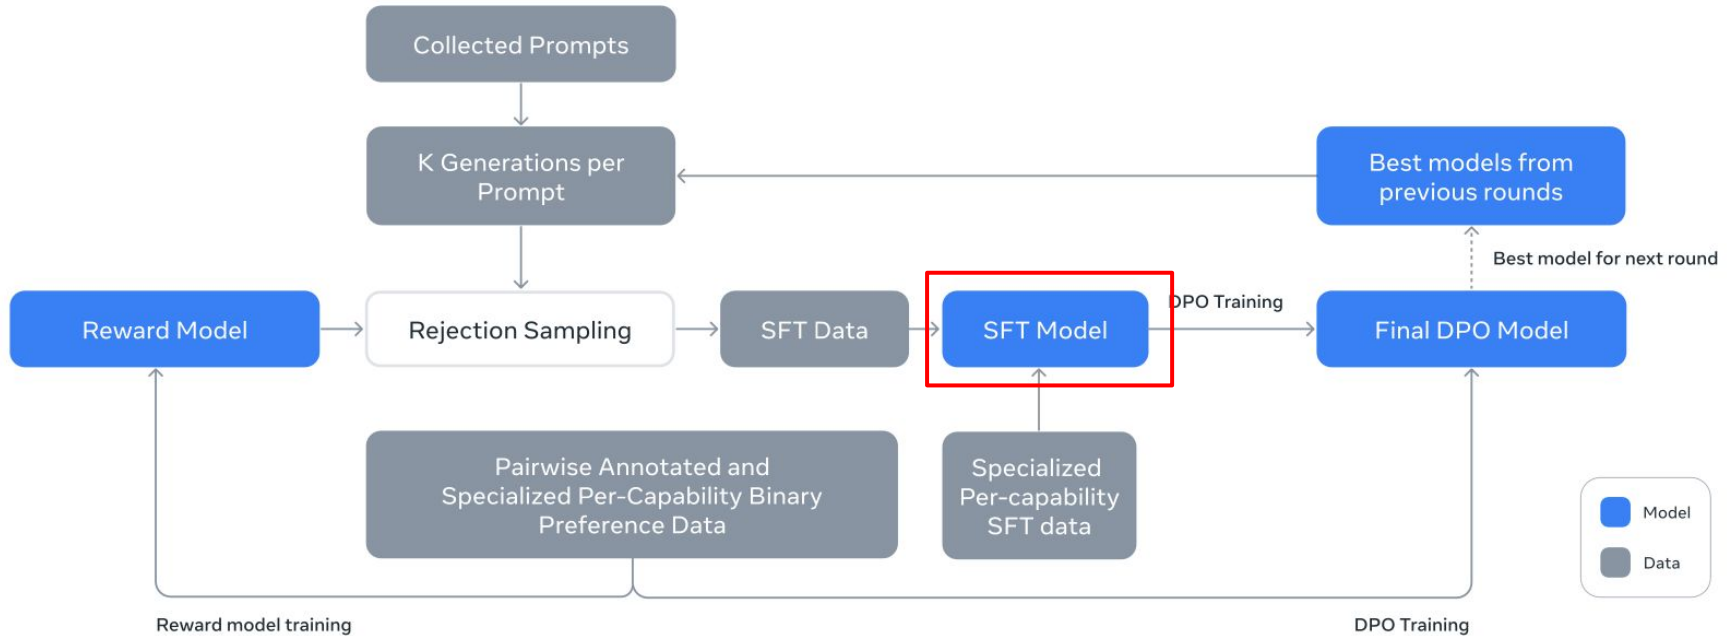 Collected Prompts
K Generations per
Prompt
Best models from
previous rounds
Best model for next round
Reward Model
Rejection Sampling
SFT Data
SFT Model
DPO Training
Final DPO Model
Pairwise Annotated and
Specialized Per-Capability Binary
Preference Data
Specialized
Per-capability
SFT data
Model
Data
Reward model training
DPO Training